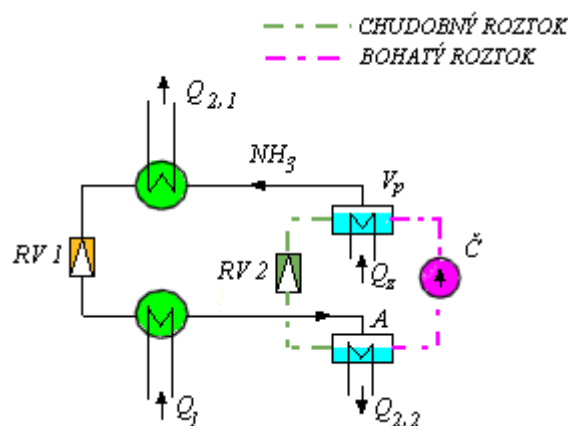 CHUDOBNÝ ROZTOK
BOHATÝ ROZTOK
Q2,1
NH3
Vp
RV 1
RV 2
Č
Qz
A
Q1
Q2,2